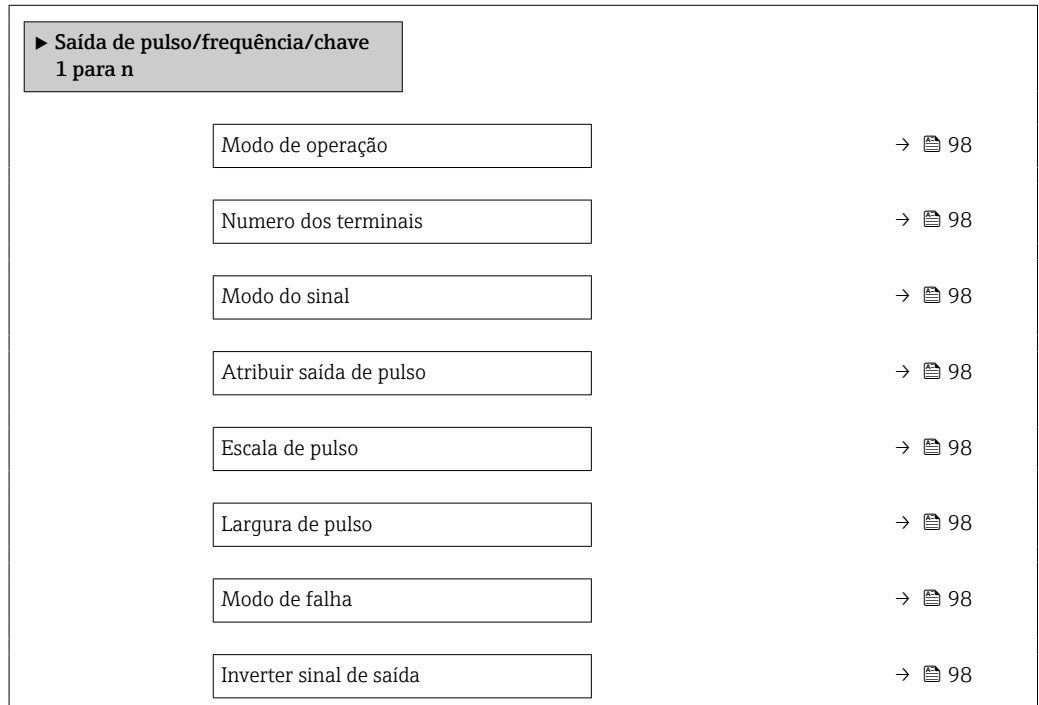 ► Saída de pulso/frequência/chave
1 para n
Modo de operação → 98
Numero dos terminais → 98
Modo do sinal → 98
Atribuir saída de pulso → 98
Escala de pulso → 98
Largura de pulso → 98
Modo de falha → 98
Inverter sinal de saída → 98